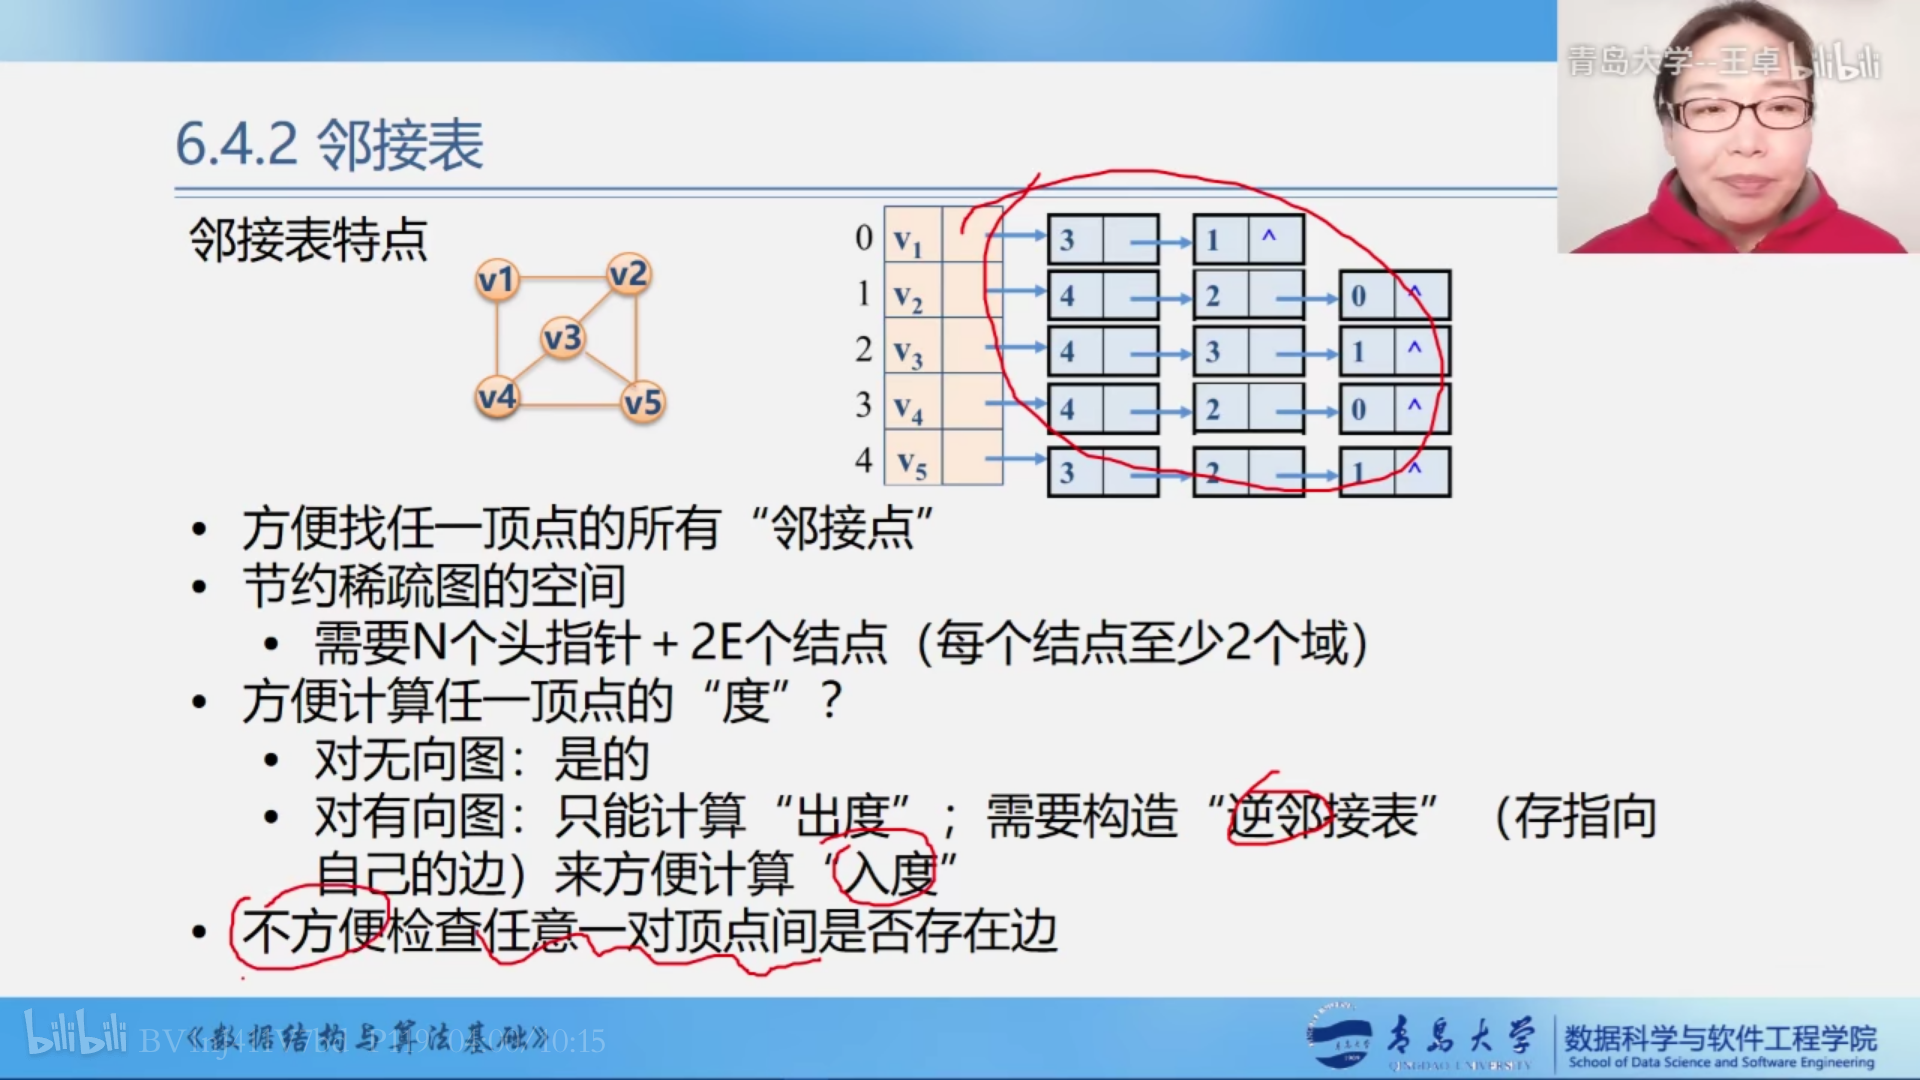 青岛大学--王卓 bilibili
6.4.2 邻接表
邻接表特点
v1
v2
v3
v4
v5
0 v1 3 1 ^
1 v2 4 2 0 ^
2 v3 4 3 1 ^
3 v4 4 2 0 ^
4 v5 3 2 1 ^
• 方便找任一顶点的所有“邻接点”
• 节约稀疏图的空间
• 需要N个头指针+2E个结点（每个结点至少2个域）
• 方便计算任一顶点的“度”？
• 对无向图：是的
• 对有向图：只能计算“出度”；需要构造“逆邻接表”（存指向
自己的边）来方便计算“入度”
• 不方便检查任意一对顶点间是否存在边
bilibili
《数据结构与算法基础》
10:15
青岛大学
QINGDAO UNIVERSITY
数据科学与软件工程学院
School of Data Science and Software Engineering